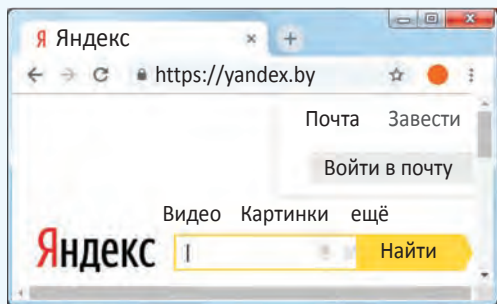 Я Яндекс
https://yandex.by
Почта Завести
Войти в почту
Видео Картинки ещё
Яндекс Найти